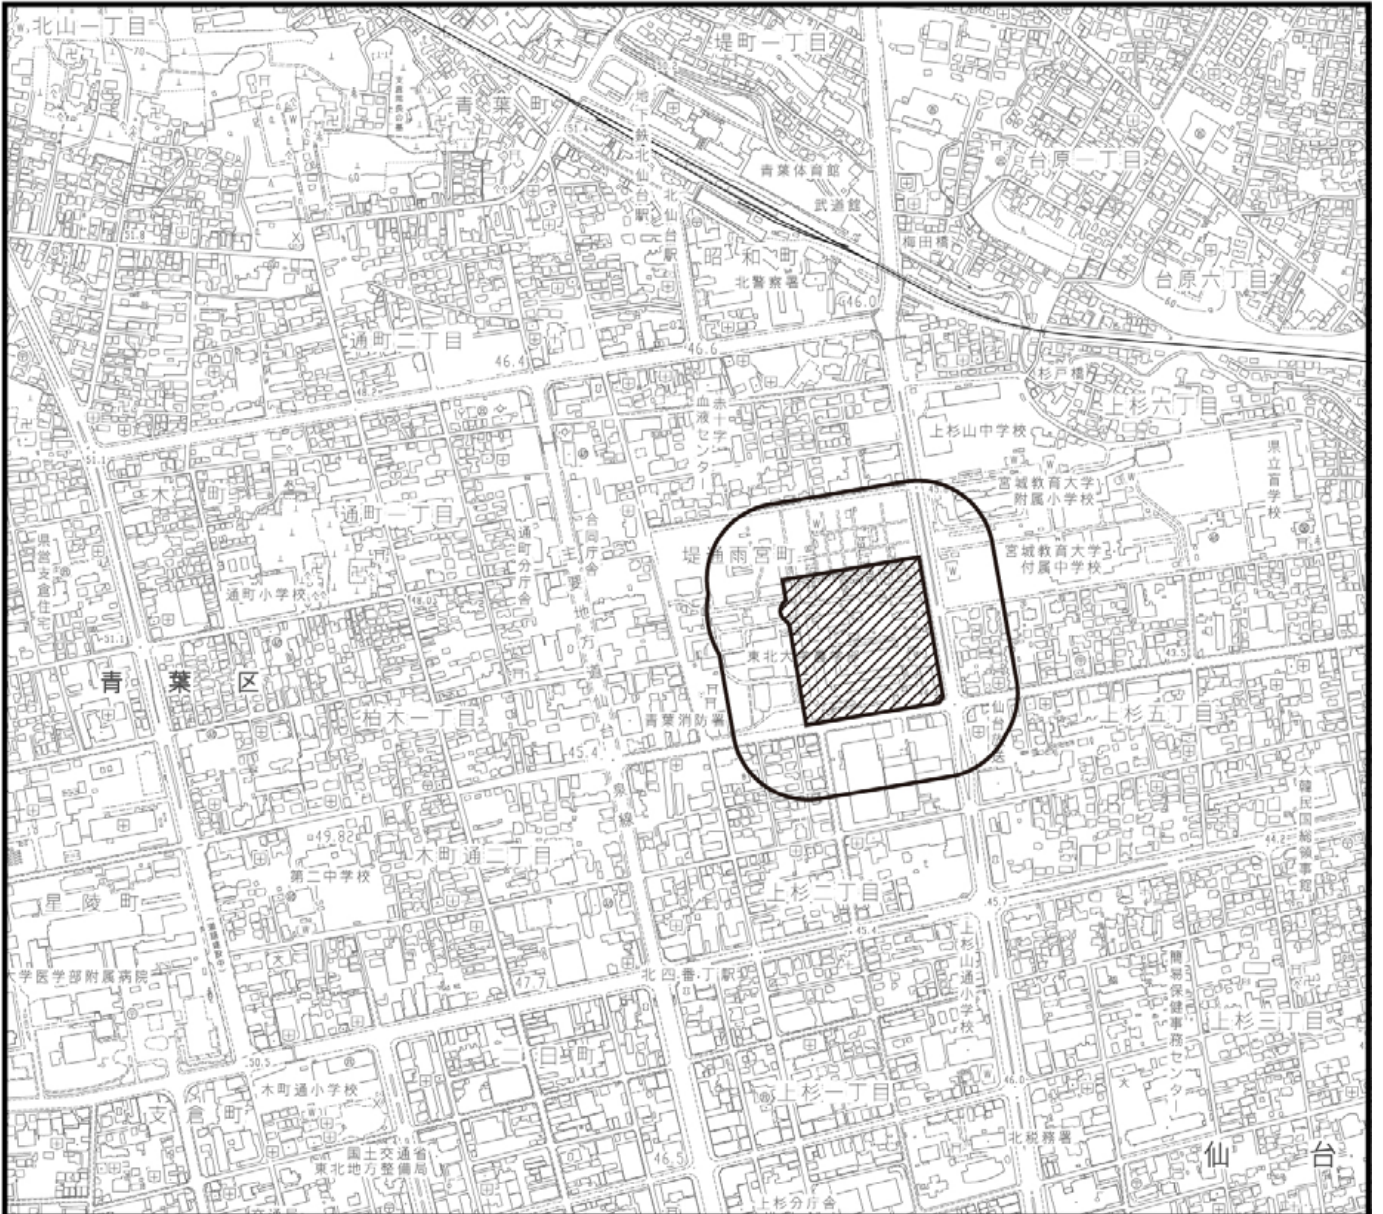 北山一丁目
堤町一丁目
青葉町
地下鉄北仙台駅
北仙台駅
青葉体育館
武道館
台原一丁目
梅田橋
昭和町
北警察署
台原六丁目
46.0
通町二丁目
46.4
46.6
48.2
杉戸橋
上杉六丁目
赤十字
血液センター
上杉山中学校
県立盲学校
宮城教育大学
附属小学校
木町
通町一丁目
県営支倉住宅
通町分庁舎
合同庁舎
堤通雨宮町
宮城教育大学
付属中学校
通町小学校
48.0
51.1
主要地方道仙台泉線
青葉区
柏木一丁目
青葉消防署
43.5
上杉五丁目
45.4
49.82
第二中学校
木町通二丁目
44.2
星陵町
上杉二丁目
45.7
45.4
大学医学部附属病院
47.7
北四番丁駅
上杉山通小学校
簡易保健事務センター
上杉三丁目
二日町
50.5
木町通小学校
上杉一丁目
46.0
支倉町
国土交通省
東北地方整備局
46.5
北税務署
仙台
上杉分庁舎